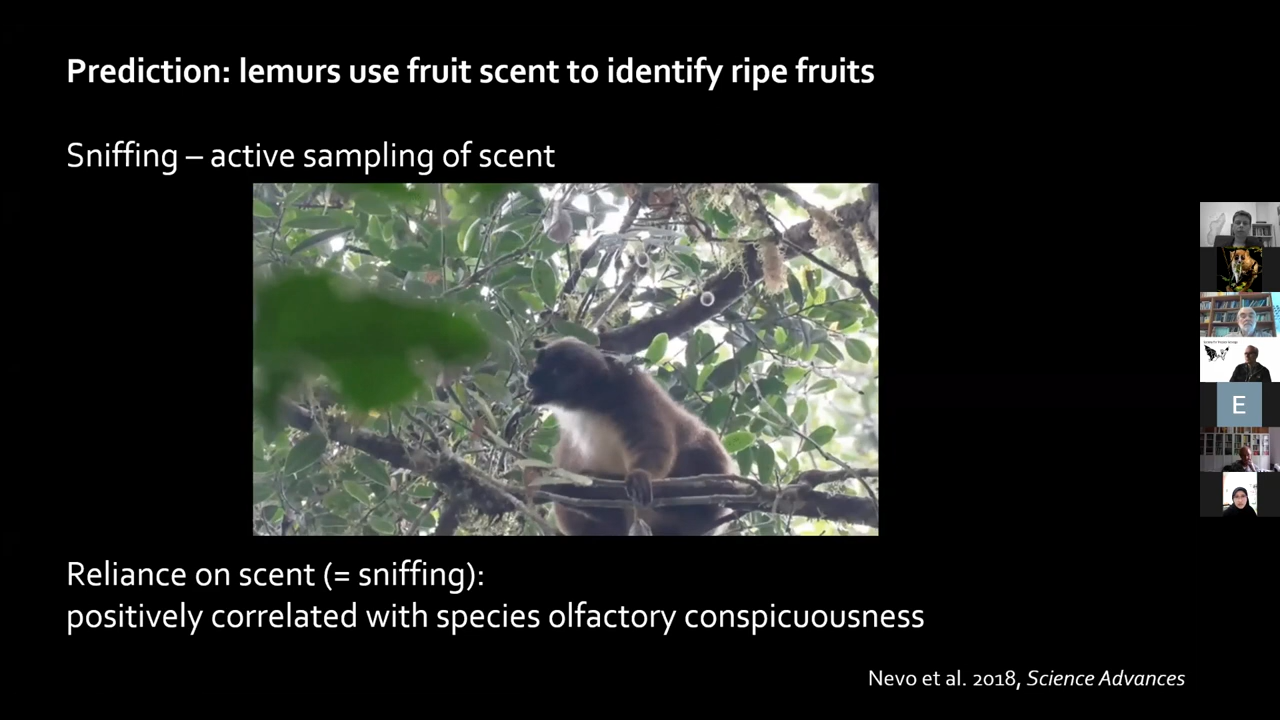 Prediction: lemurs use fruit scent to identify ripe fruits
Sniffing – active sampling of scent
Reliance on scent (= sniffing):
positively correlated with species olfactory conspicuousness
Nevo et al. 2018, Science Advances
E